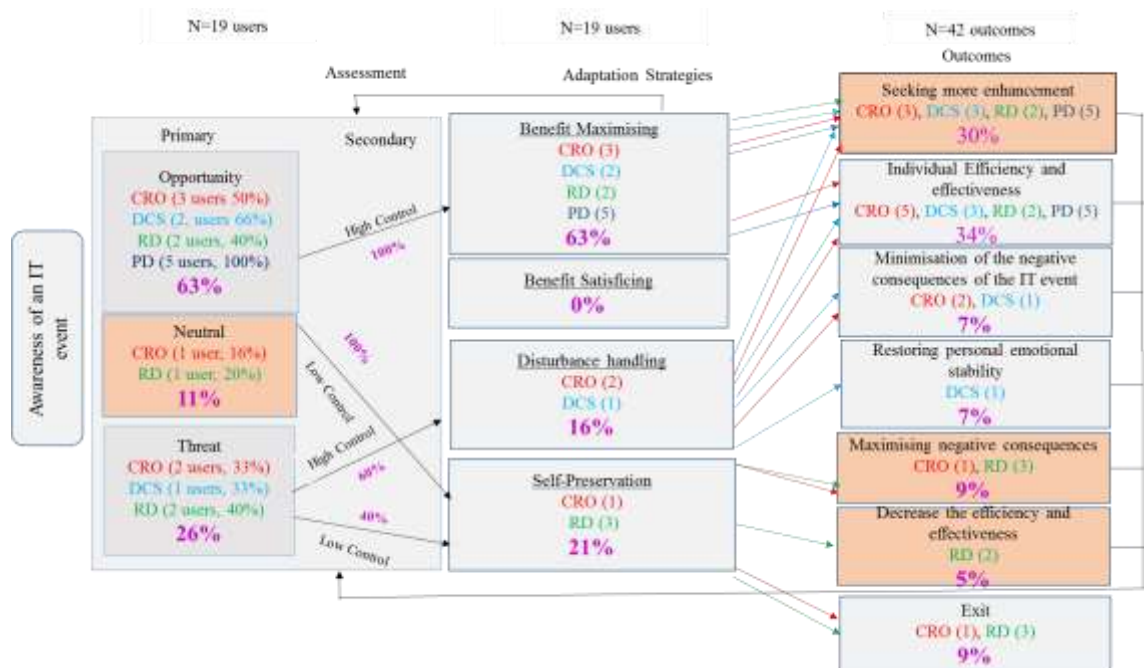 N=19 users
N=19 users
N=42 outcomes
Outcomes
Assessment
Adaptation Strategies
Awareness of an IT
event
Primary
Secondary
Opportunity
CRO (3 users 50%)
DCS (2, users 66%)
RD (2 users, 40%)
PD (5 users, 100%)
63%
Neutral
CRO (1 user, 16%)
RD (1 user, 20%)
11%
Threat
CRO (2 users, 33%)
DCS (1 users, 33%)
RD (2 users, 40%)
26%
High Control
100%
100%
Low Control
High Control
60%
40%
Low Control
Benefit Maximising
CRO (3)
DCS (2)
RD (2)
PD (5)
63%
Benefit Satisficing
0%
Disturbance handling
CRO (2)
DCS (1)
16%
Self-Preservation
CRO (1)
RD (3)
21%
Seeking more enhancement
CRO (3), DCS (3), RD (2), PD (5)
30%
Individual Efficiency and
effectiveness
CRO (5), DCS (3), RD (2), PD (5)
34%
Minimisation of the negative
consequences of the IT event
CRO (2), DCS (1)
7%
Restoring personal emotional
stability
DCS (1)
7%
Maximising negative consequences
CRO (1), RD (3)
9%
Decrease the efficiency and
effectiveness
RD (2)
5%
Exit
CRO (1), RD (3)
9%